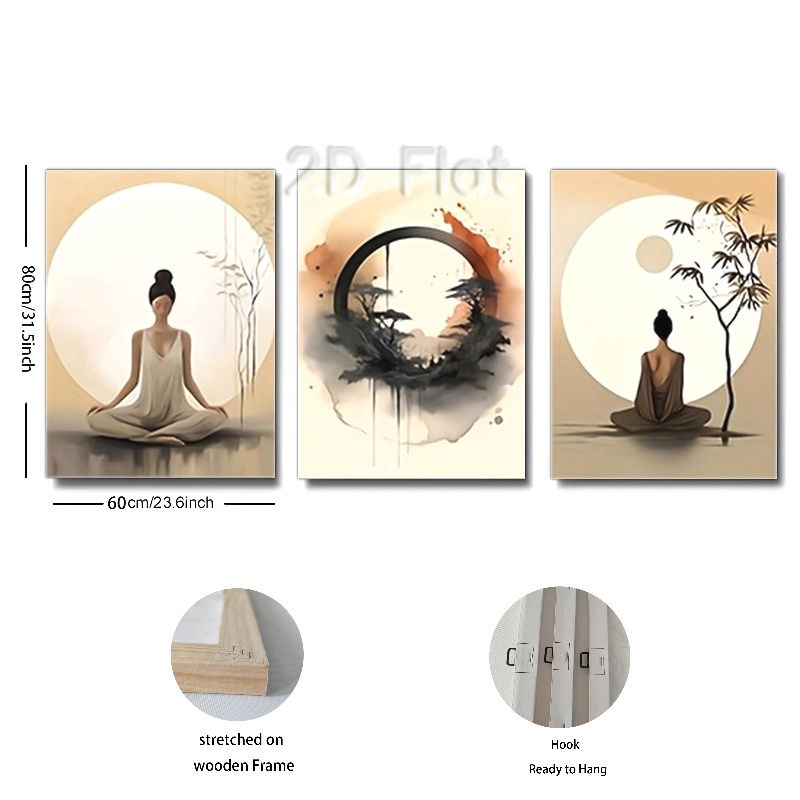 2D Flat
80cm/31.5inch
60cm/23.6inch
stretched on
wooden Frame
Hook
Ready to Hang